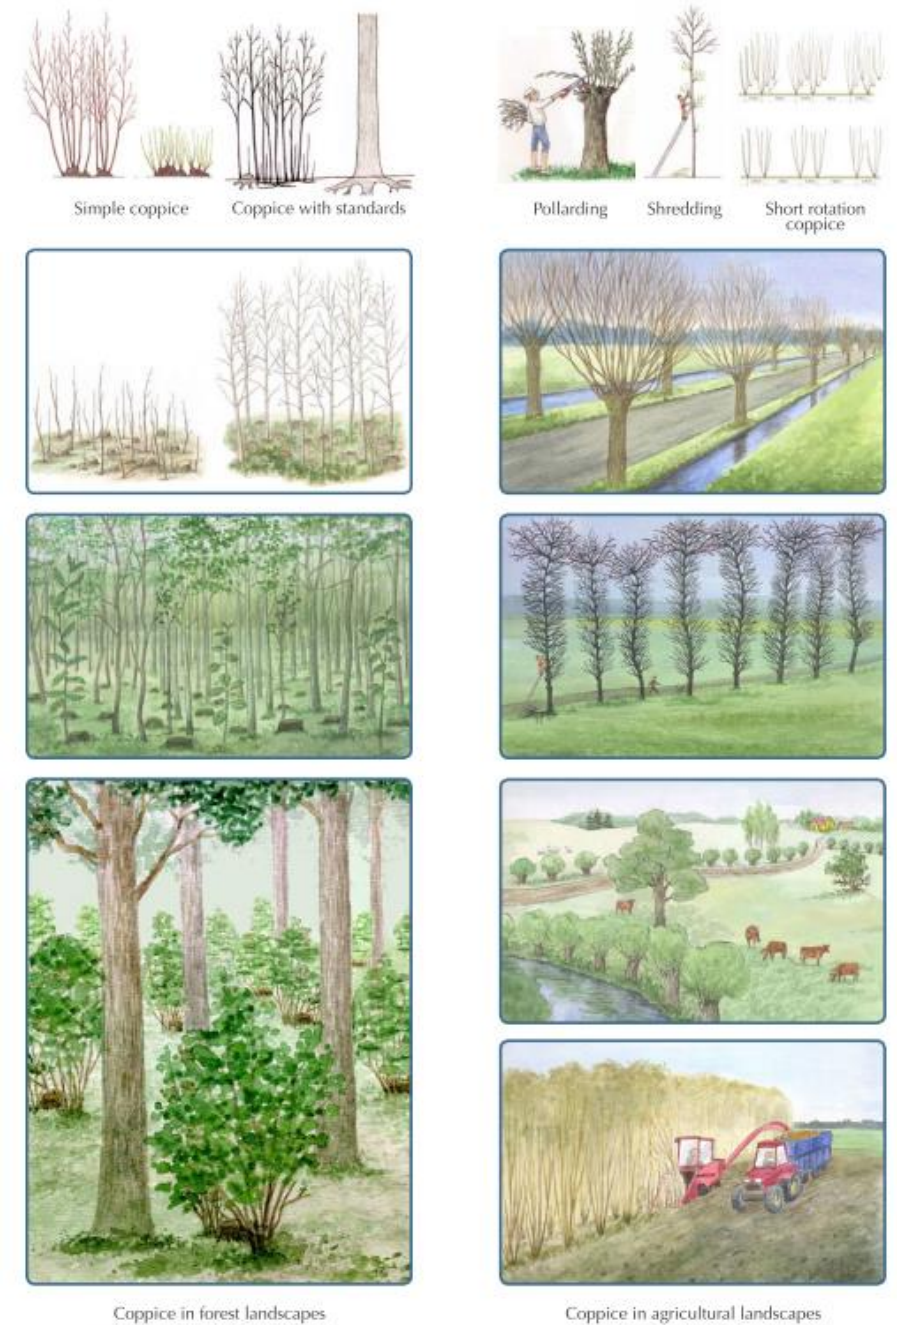 Simple coppice
Coppice with standards
Pollarding
Shredding
Short rotation
coppice
Coppice in forest landscapes
Coppice in agricultural landscapes